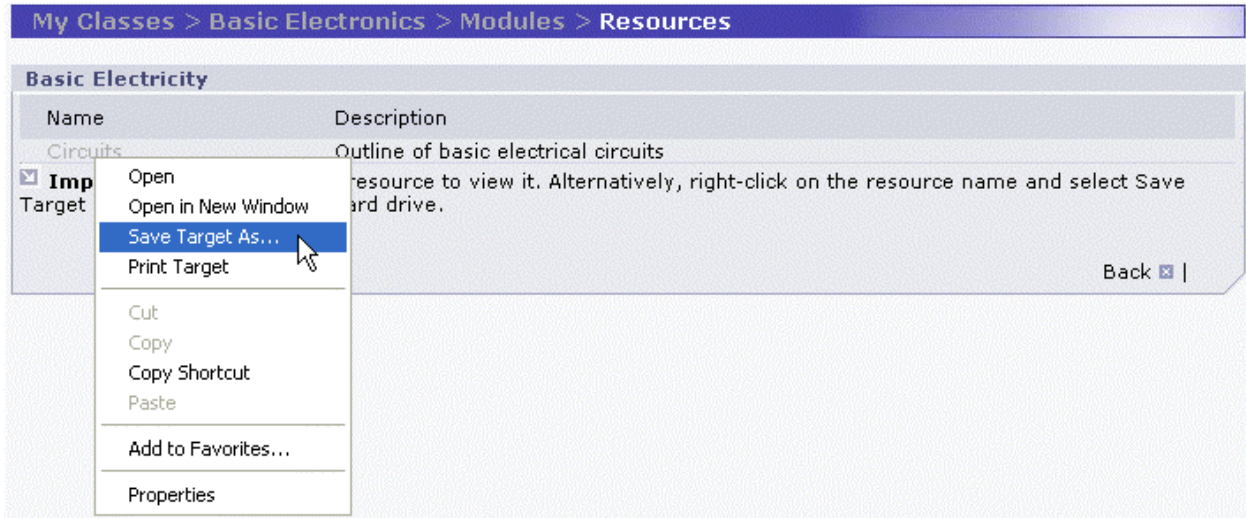 My Classes > Basic Electronics > Modules > Resources
Basic Electricity
Name Description
Circuits Outline of basic electrical circuits
Imp resource to view it. Alternatively, right-click on the resource name and select Save
Target ard drive.
Back |
Open
Open in New Window
Save Target As...
Print Target
Cut
Copy
Copy Shortcut
Paste
Add to Favorites...
Properties